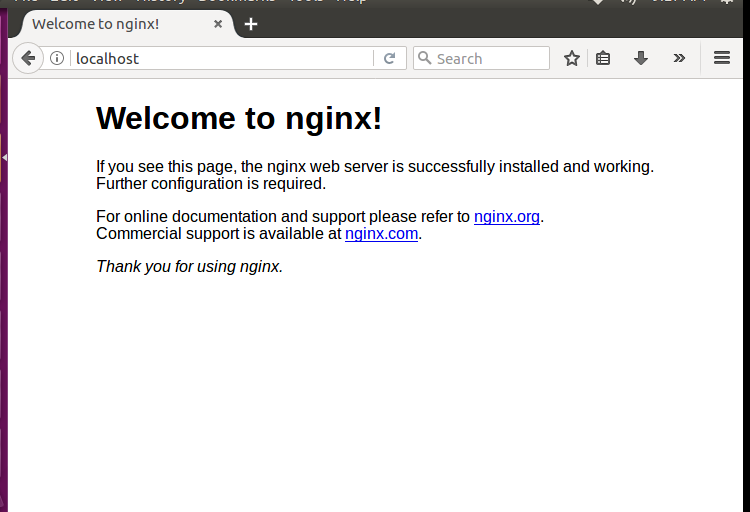 Welcome to nginx!
localhost
Search
Welcome to nginx!
If you see this page, the nginx web server is successfully installed and working.
Further configuration is required.
For online documentation and support please refer to nginx.org.
Commercial support is available at nginx.com.
Thank you for using nginx.